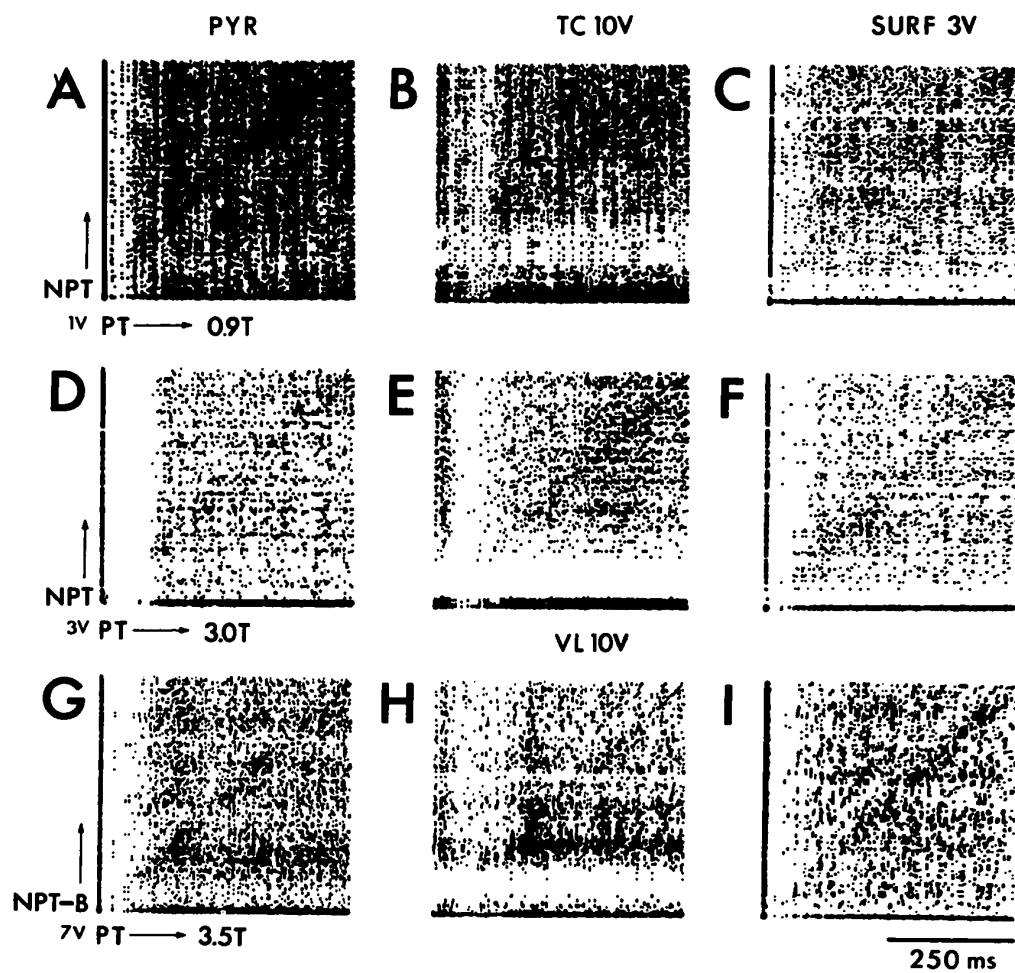 PYR TC 10V SURF 3V
A B C
NPT
1V PT 0.9T
D E F
NPT
3V PT 3.0T
VL 10V
G H I
NPT-B
7V PT 3.5T
250 ms